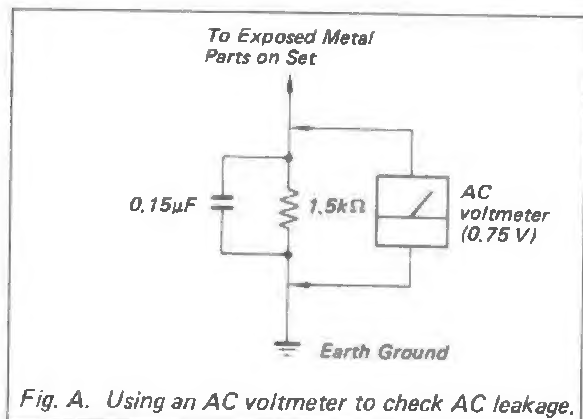 To Exposed Metal
Parts on Set
0.15μF
1.5kΩ
AC
voltmeter
(0.75 V)
Earth Ground
Fig. A. Using an AC voltmeter to check AC leakage.